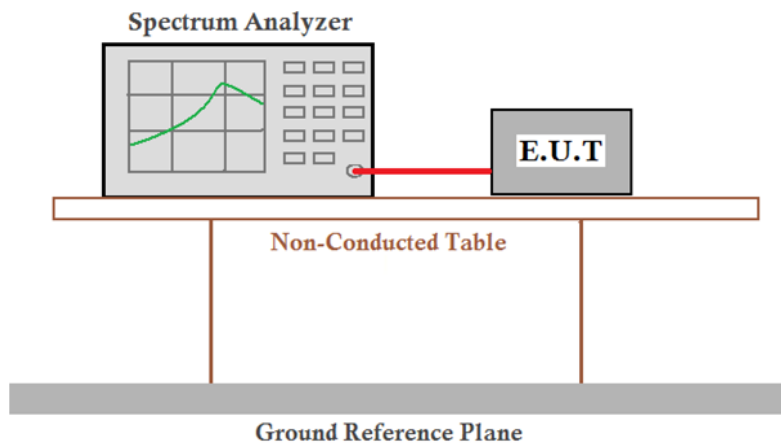 Spectrum Analyzer
E.U.T
Non-Conducted Table
Ground Reference Plane